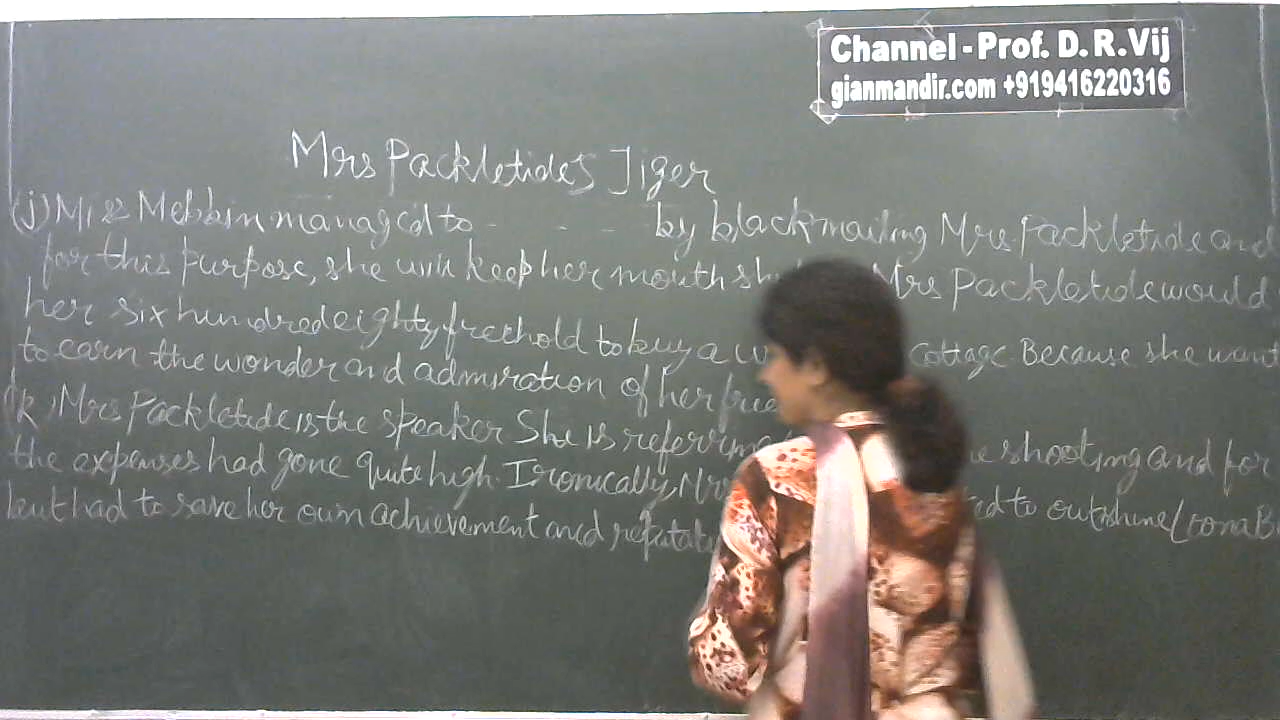 Channel - Prof. D. R. Vij
gianmandir.com +919416220316
Mrs Packletide's Tiger
(j) Miss Mebbin managed to - - - - by blackmailing Mrs. Packletide and
for this purpose, she will keep her mouth Mrs Packletide would
her six hundred eighty freehold to buy a cottage. Because she want
to earn the wonder and admiration of her
(k) Mrs Packletide is the speaker She is referring shooting and for
the expenses had gone quite high. Ironically, Mrs to outshine Loona B
but had to save her own achievement and